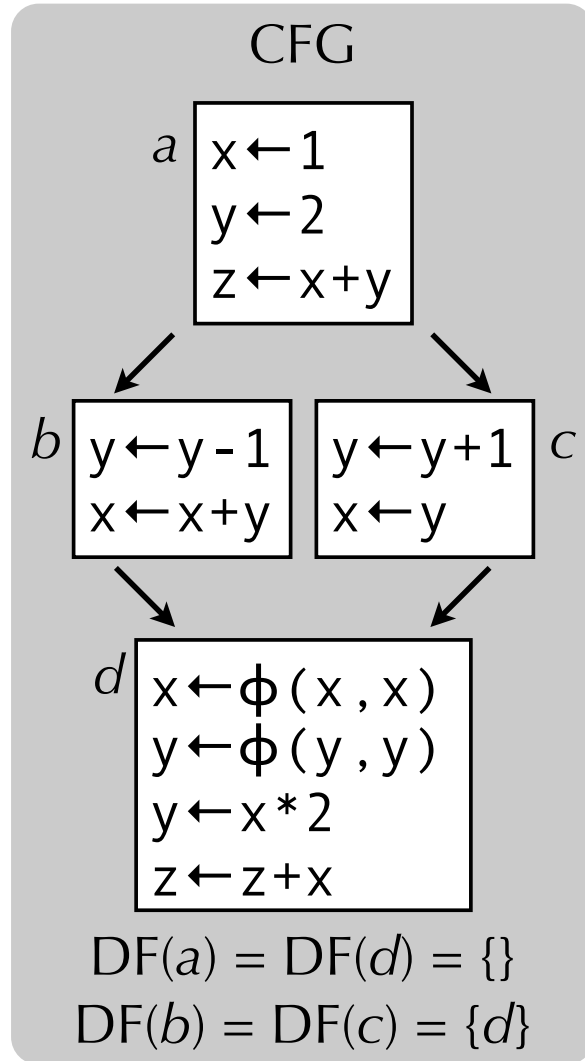 CFG
a
x←1
y←2
z←x+y
b
y←y-1
x←x+y
y←y+1
x←y
c
d
x←ϕ(x,x)
y←ϕ(y,y)
y←x*2
z←z+x
DF(a) = DF(d) = {}
DF(b) = DF(c) = {d}